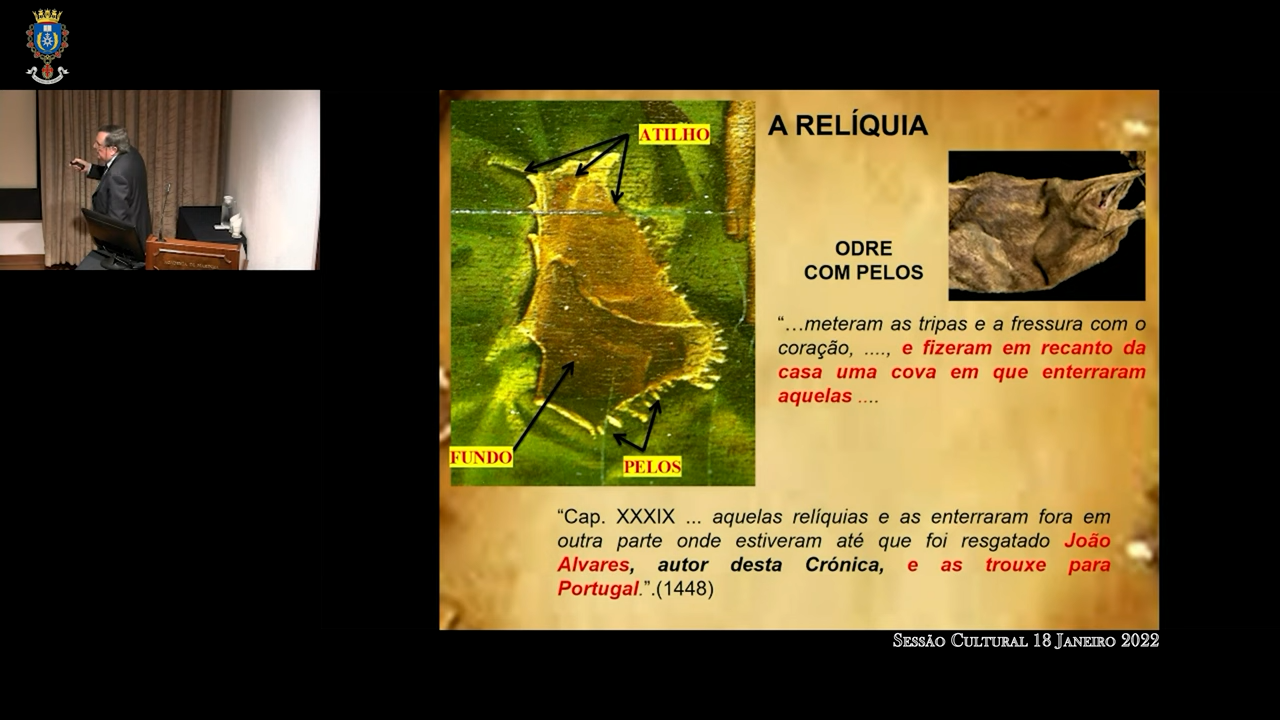 A RELÍQUIA
ATILHO
FUNDO
PELOS
ODRE
COM PELOS
“…meteram as tripas e a fressura com o
coração, ...., e fizeram em recanto da
casa uma cova em que enterraram
aquelas ....
“Cap. XXXIX ... aquelas relíquias e as enterraram fora em
outra parte onde estiveram até que foi resgatado João
Alvares, autor desta Crónica, e as trouxe para
Portugal.”.(1448)
Sessão Cultural 18 Janeiro 2022